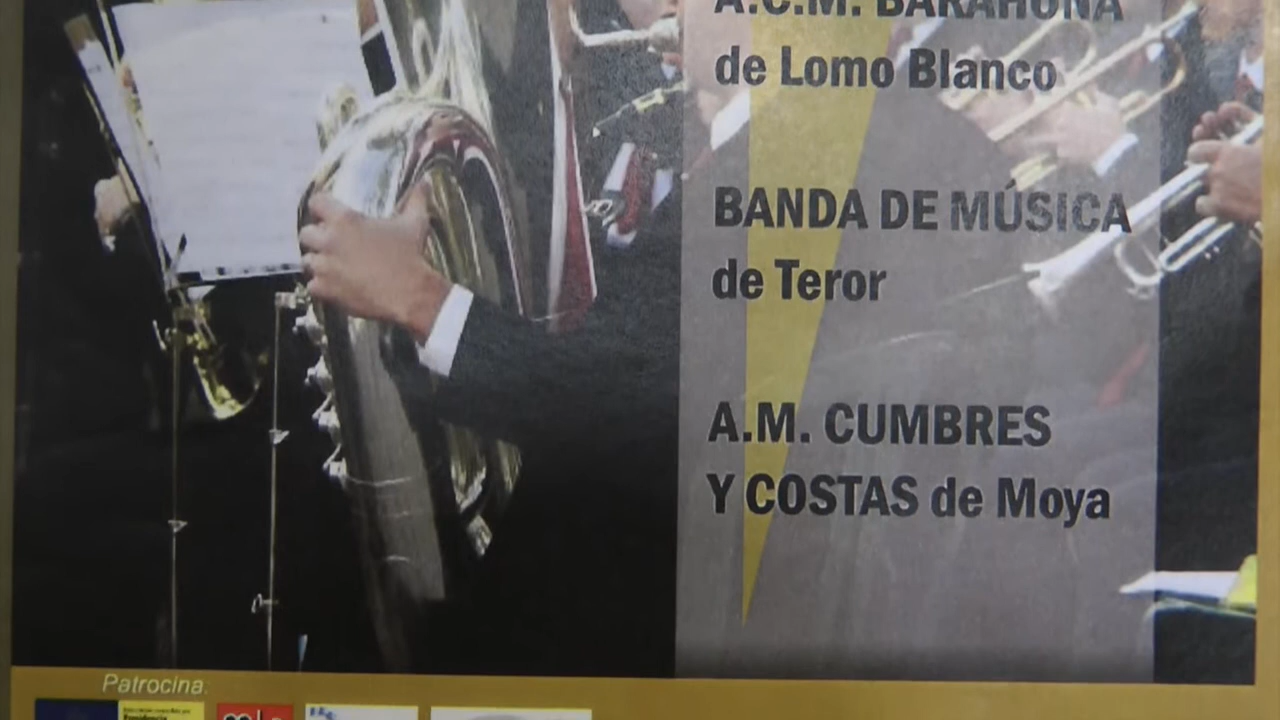 A.C.M. BARAHONA
de Lomo Blanco
BANDA DE MÚSICA
de Teror
A.M. CUMBRES
Y COSTAS de Moya
Patrocina: